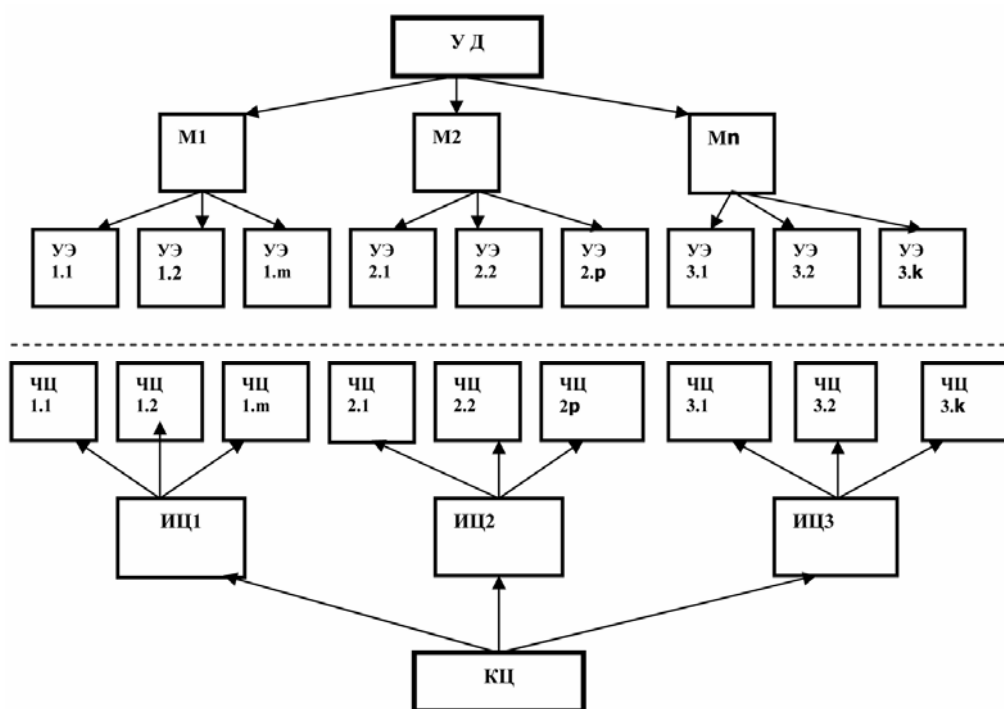 У Д
М1
М2
Мn
УЭ
1.1
УЭ
1.2
УЭ
1.m
УЭ
2.1
УЭ
2.2
УЭ
2.p
УЭ
3.1
УЭ
3.2
УЭ
3.k
ЧЦ
1.1
ЧЦ
1.2
ЧЦ
1.m
ЧЦ
2.1
ЧЦ
2.2
ЧЦ
2p
ЧЦ
3.1
ЧЦ
3.2
ЧЦ
3.k
ИЦ1
ИЦ2
ИЦ3
КЦ